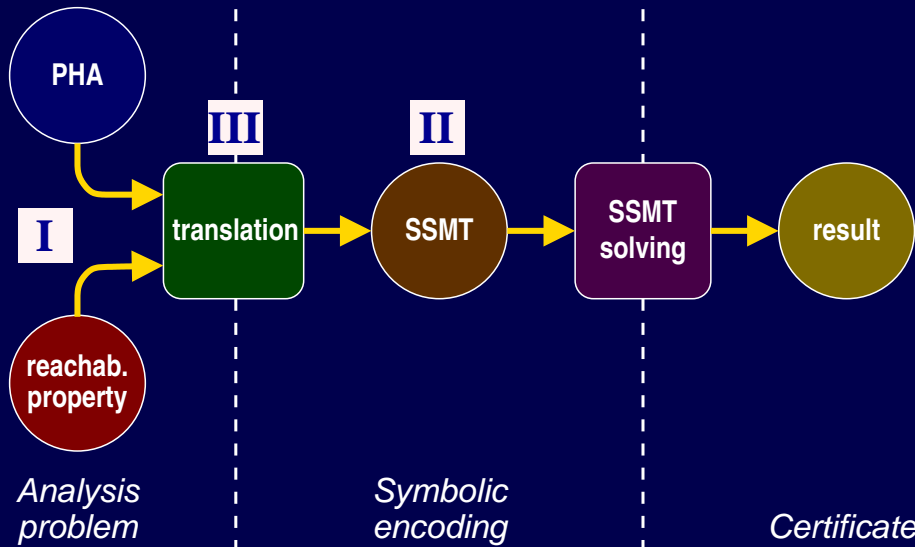 PHA
III
II
I
translation
SSMT
SSMT
solving
result
reachab.
property
Analysis
problem
Symbolic
encoding
Certificate